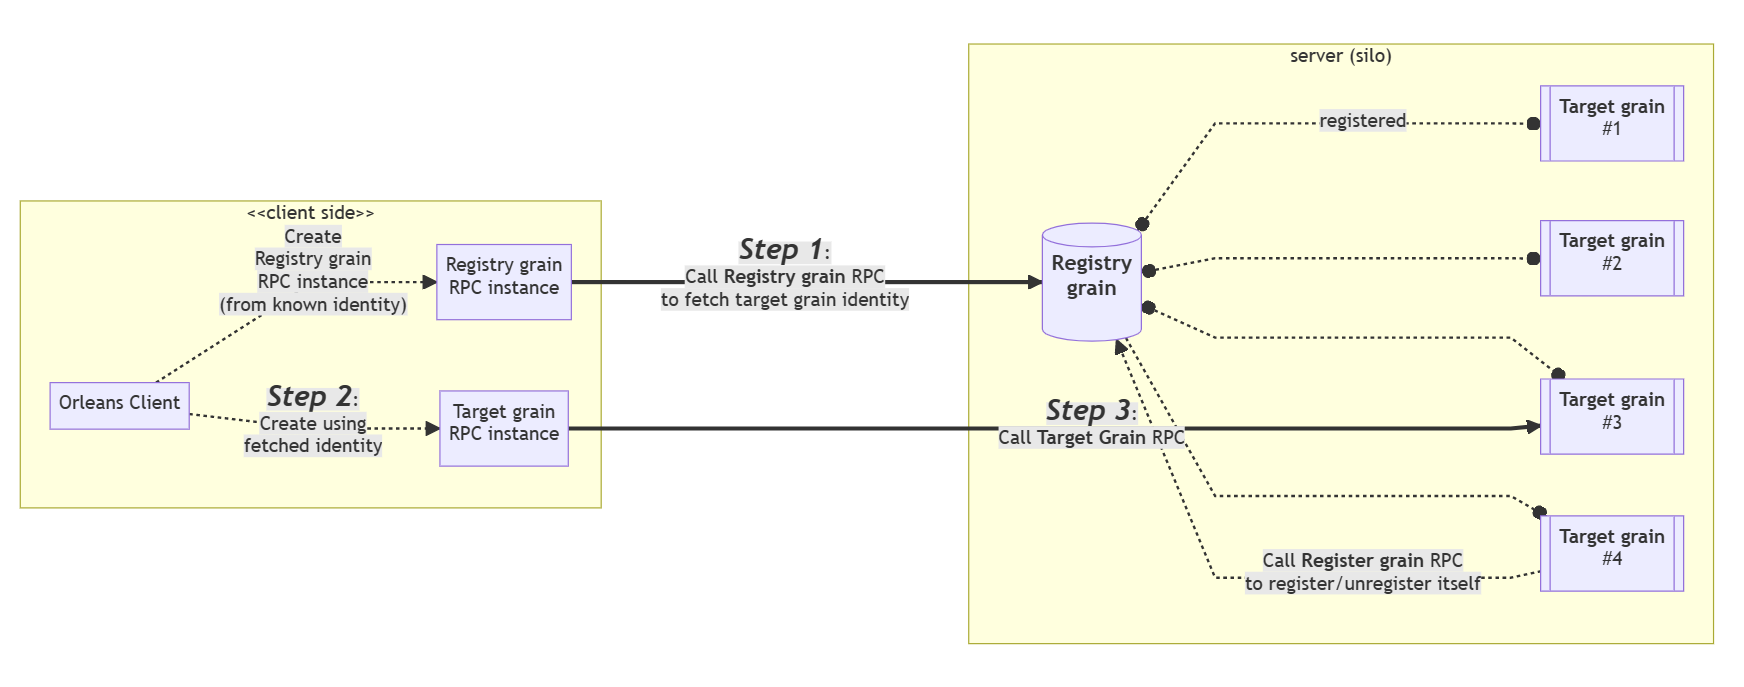 <<client side>>
Create
Registry grain
RPC instance
(from known identity)
Registry grain
RPC instance
Orleans Client
Step 2:
Create using
fetched identity
Target grain
RPC instance
Step 1:
Call Registry grain RPC
to fetch target grain identity
server (silo)
registered
Target grain
#1
Target grain
#2
Registry
grain
Step 3:
Call Target Grain RPC
Target grain
#3
Call Register grain RPC
to register/unregister itself
Target grain
#4